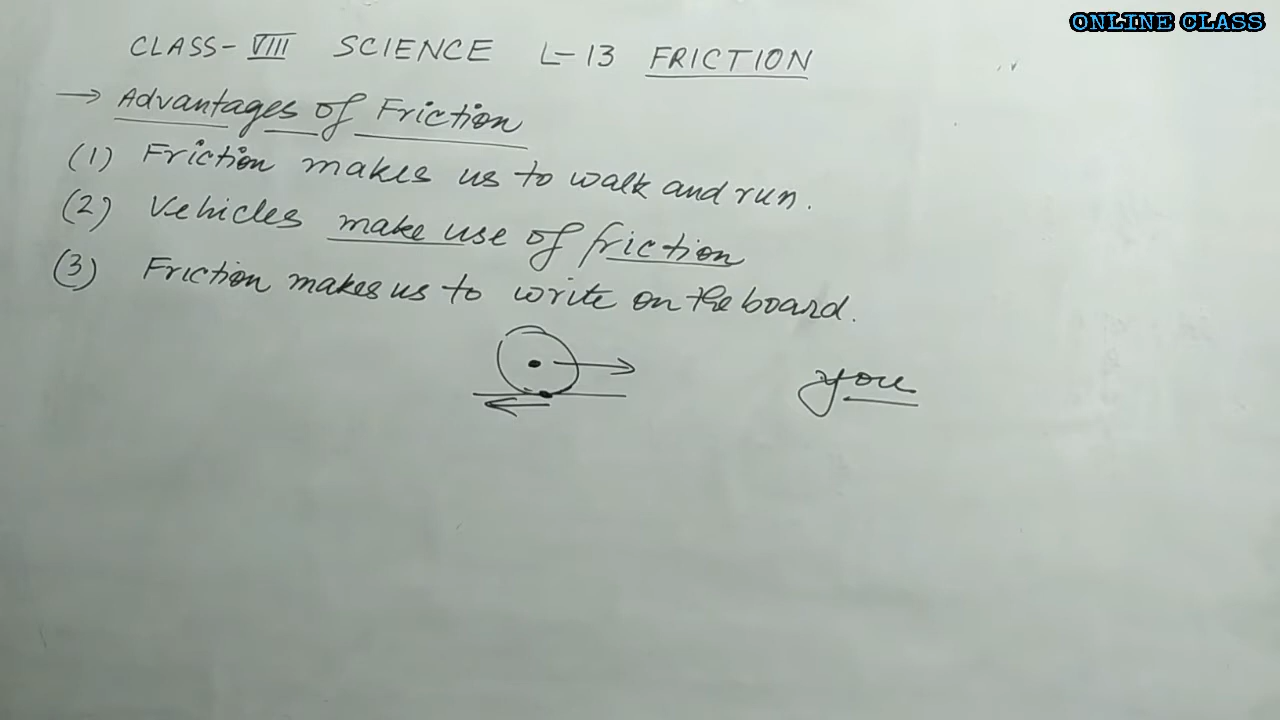 ONLINE CLASS
CLASS-VIII SCIENCE L-13 FRICTION
→ Advantages of Friction
(1) Friction makes us to walk and run.
(2) Vehicles make use of friction
(3) Friction makes us to write on the board.
you